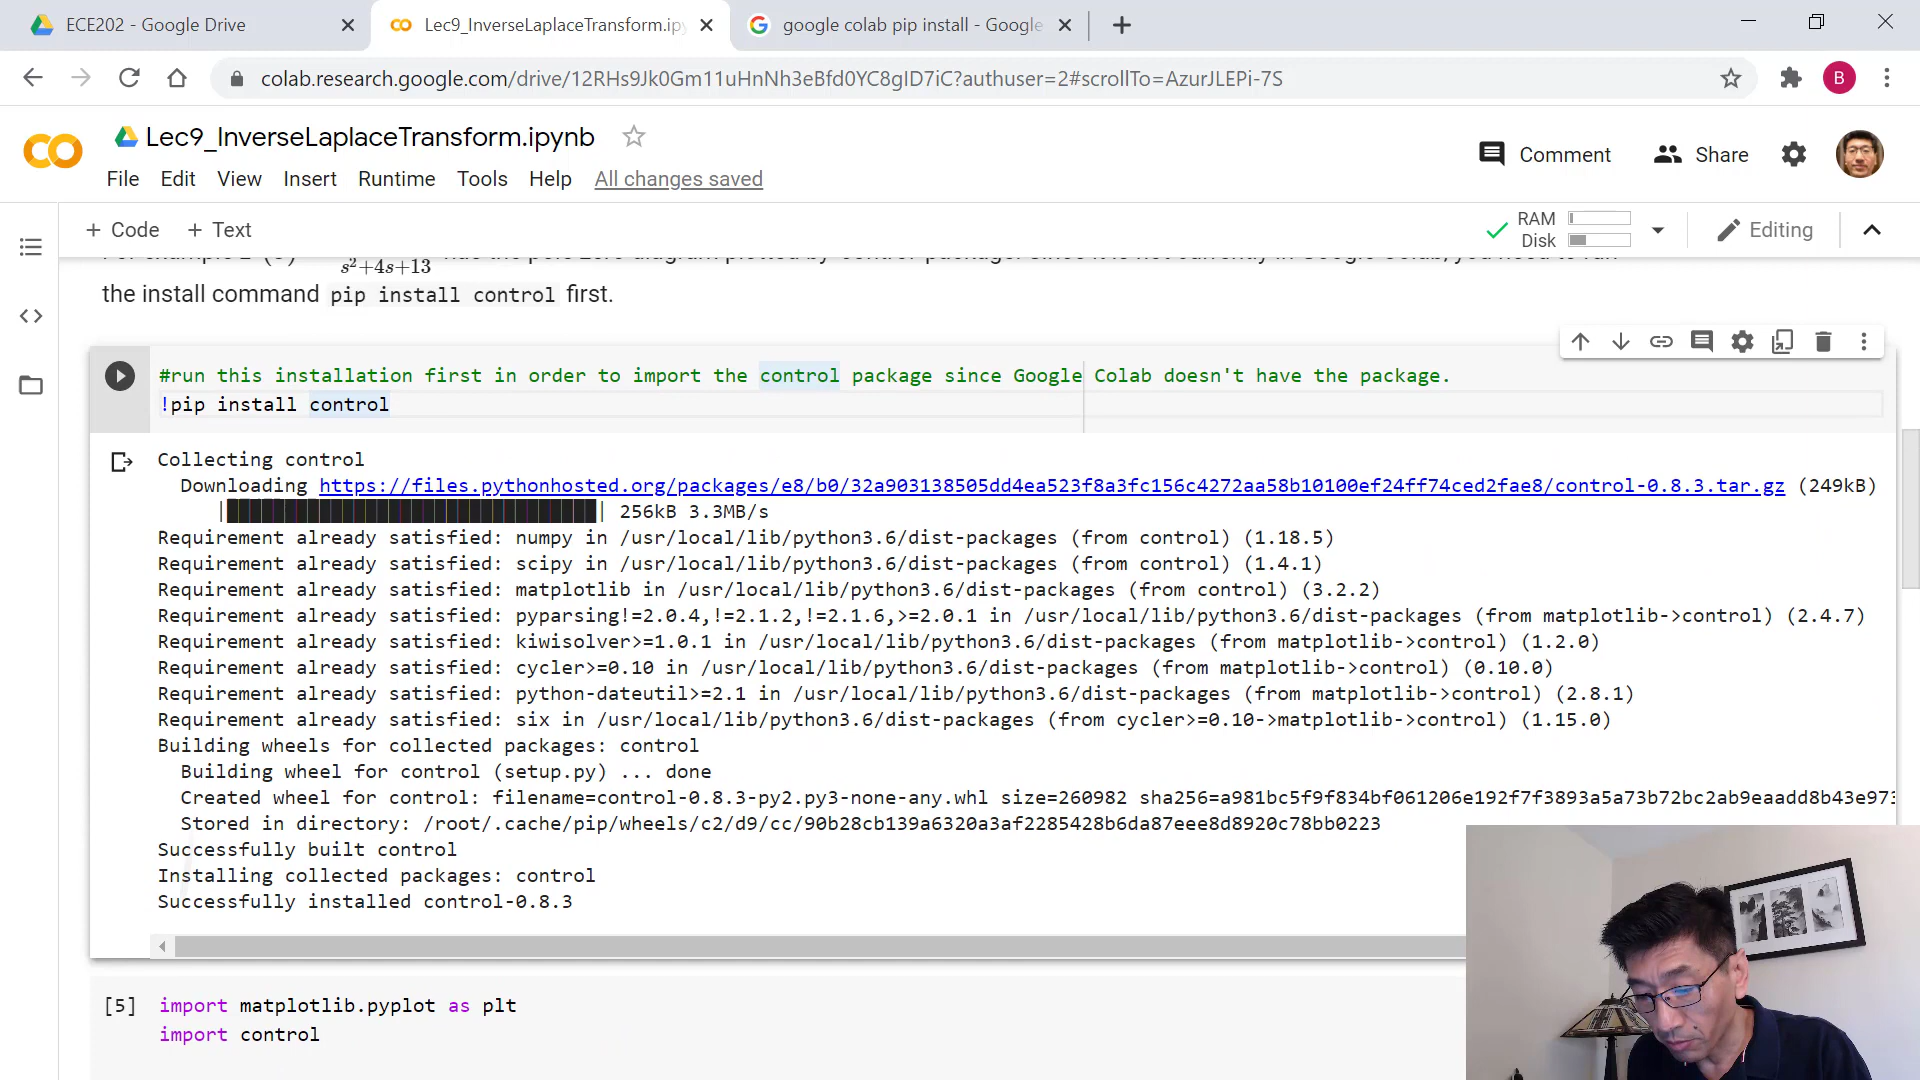 ECE202 - Google Drive
Lec9_InverseLaplaceTransform.ipy
google colab pip install - Google
colab.research.google.com/drive/12RHs9Jk0Gm11uHnNh3eBfd0YC8gID7iC?authuser=2#scrollTo=AzurJLEPi-7S
B
Lec9_InverseLaplaceTransform.ipynb
Comment
Share
File Edit View Insert Runtime Tools Help All changes saved
+ Code + Text
RAM
Disk
Editing
s²+4s+13
the install command pip install control first.
#run this installation first in order to import the control package since Google Colab doesn't have the package.
!pip install control
Collecting control
Downloading https://files.pythonhosted.org/packages/e8/b0/32a903138505dd4ea523f8a3fc156c4272aa58b10100ef24ff74ced2fae8/control-0.8.3.tar.gz (249kB)
|████████████████████████████████| 256kB 3.3MB/s
Requirement already satisfied: numpy in /usr/local/lib/python3.6/dist-packages (from control) (1.18.5)
Requirement already satisfied: scipy in /usr/local/lib/python3.6/dist-packages (from control) (1.4.1)
Requirement already satisfied: matplotlib in /usr/local/lib/python3.6/dist-packages (from control) (3.2.2)
Requirement already satisfied: pyparsing!=2.0.4,!=2.1.2,!=2.1.6,>=2.0.1 in /usr/local/lib/python3.6/dist-packages (from matplotlib->control) (2.4.7)
Requirement already satisfied: kiwisolver>=1.0.1 in /usr/local/lib/python3.6/dist-packages (from matplotlib->control) (1.2.0)
Requirement already satisfied: cycler>=0.10 in /usr/local/lib/python3.6/dist-packages (from matplotlib->control) (0.10.0)
Requirement already satisfied: python-dateutil>=2.1 in /usr/local/lib/python3.6/dist-packages (from matplotlib->control) (2.8.1)
Requirement already satisfied: six in /usr/local/lib/python3.6/dist-packages (from cycler>=0.10->matplotlib->control) (1.15.0)
Building wheels for collected packages: control
Building wheel for control (setup.py) ... done
Created wheel for control: filename=control-0.8.3-py2.py3-none-any.whl size=260982 sha256=a981bc5f9f834bf061206e192f7f3893a5a73b72bc2ab9eaadd8b43e973
Stored in directory: /root/.cache/pip/wheels/c2/d9/cc/90b28cb139a6320a3af2285428b6da87eee8d8920c78bb0223
Successfully built control
Installing collected packages: control
Successfully installed control-0.8.3
[5] import matplotlib.pyplot as plt
import control